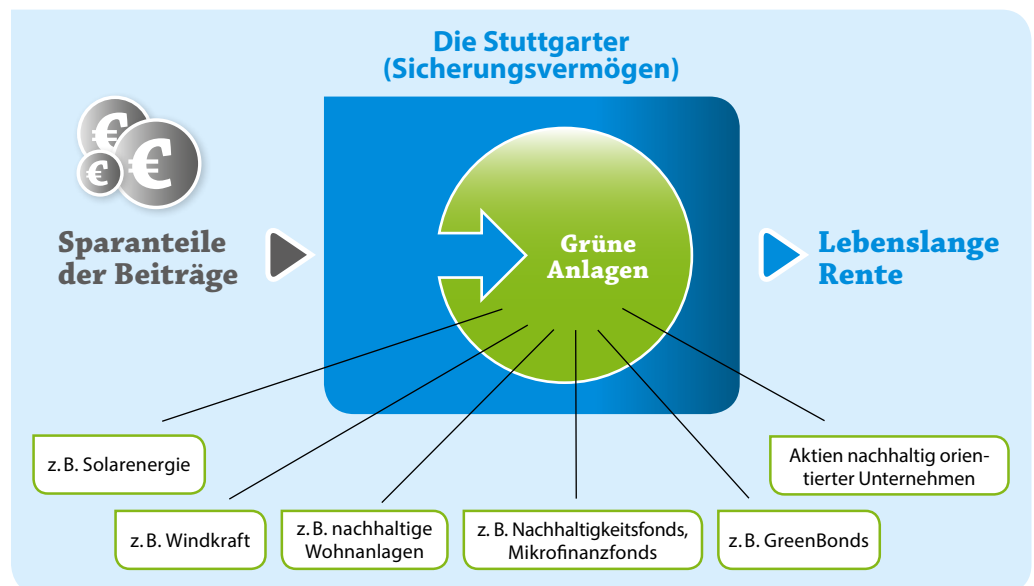 Die Stuttgarter
(Sicherungsvermögen)
€
€
€
Sparanteile
der Beiträge
Grüne
Anlagen
Lebenslange
Rente
z. B. Solarenergie
z. B. Windkraft
z. B. nachhaltige
Wohnanlagen
z. B. Nachhaltigkeitsfonds,
Mikrofinanzfonds
z. B. GreenBonds
Aktien nachhaltig orien-
tierter Unternehmen